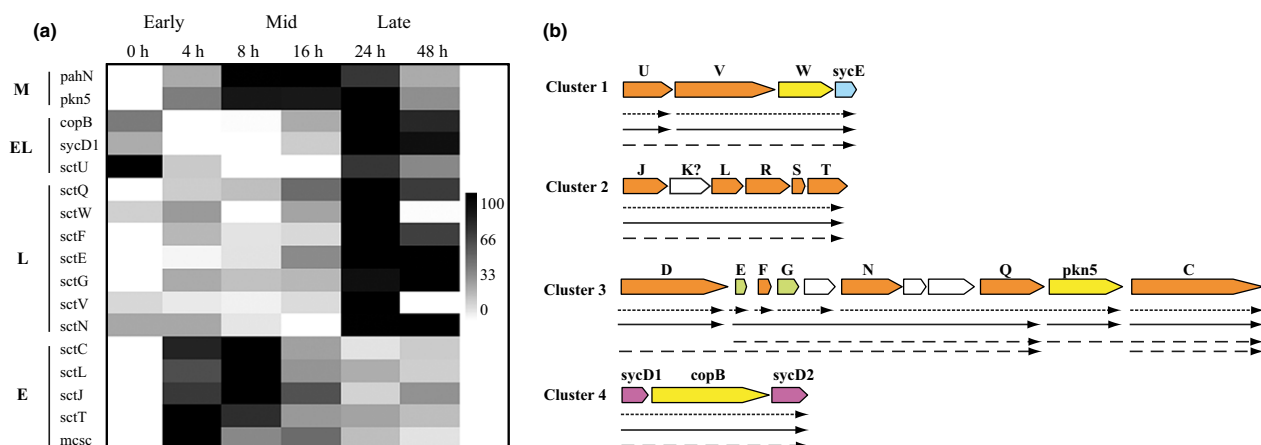 (a) Early Mid Late
0 h 4 h 8 h 16 h 24 h 48 h
M
pahN
pkn5
EL
copB
sycD1
sctU
L
sctQ
sctW
sctF
sctE
sctG
sctV
sctN
E
sctC
sctL
sctJ
sctT
mcsc
100
66
33
0
(b)
U V W sycE
Cluster 1
J K? L R S T
Cluster 2
D E F G N Q pkn5 C
Cluster 3
sycD1 copB sycD2
Cluster 4